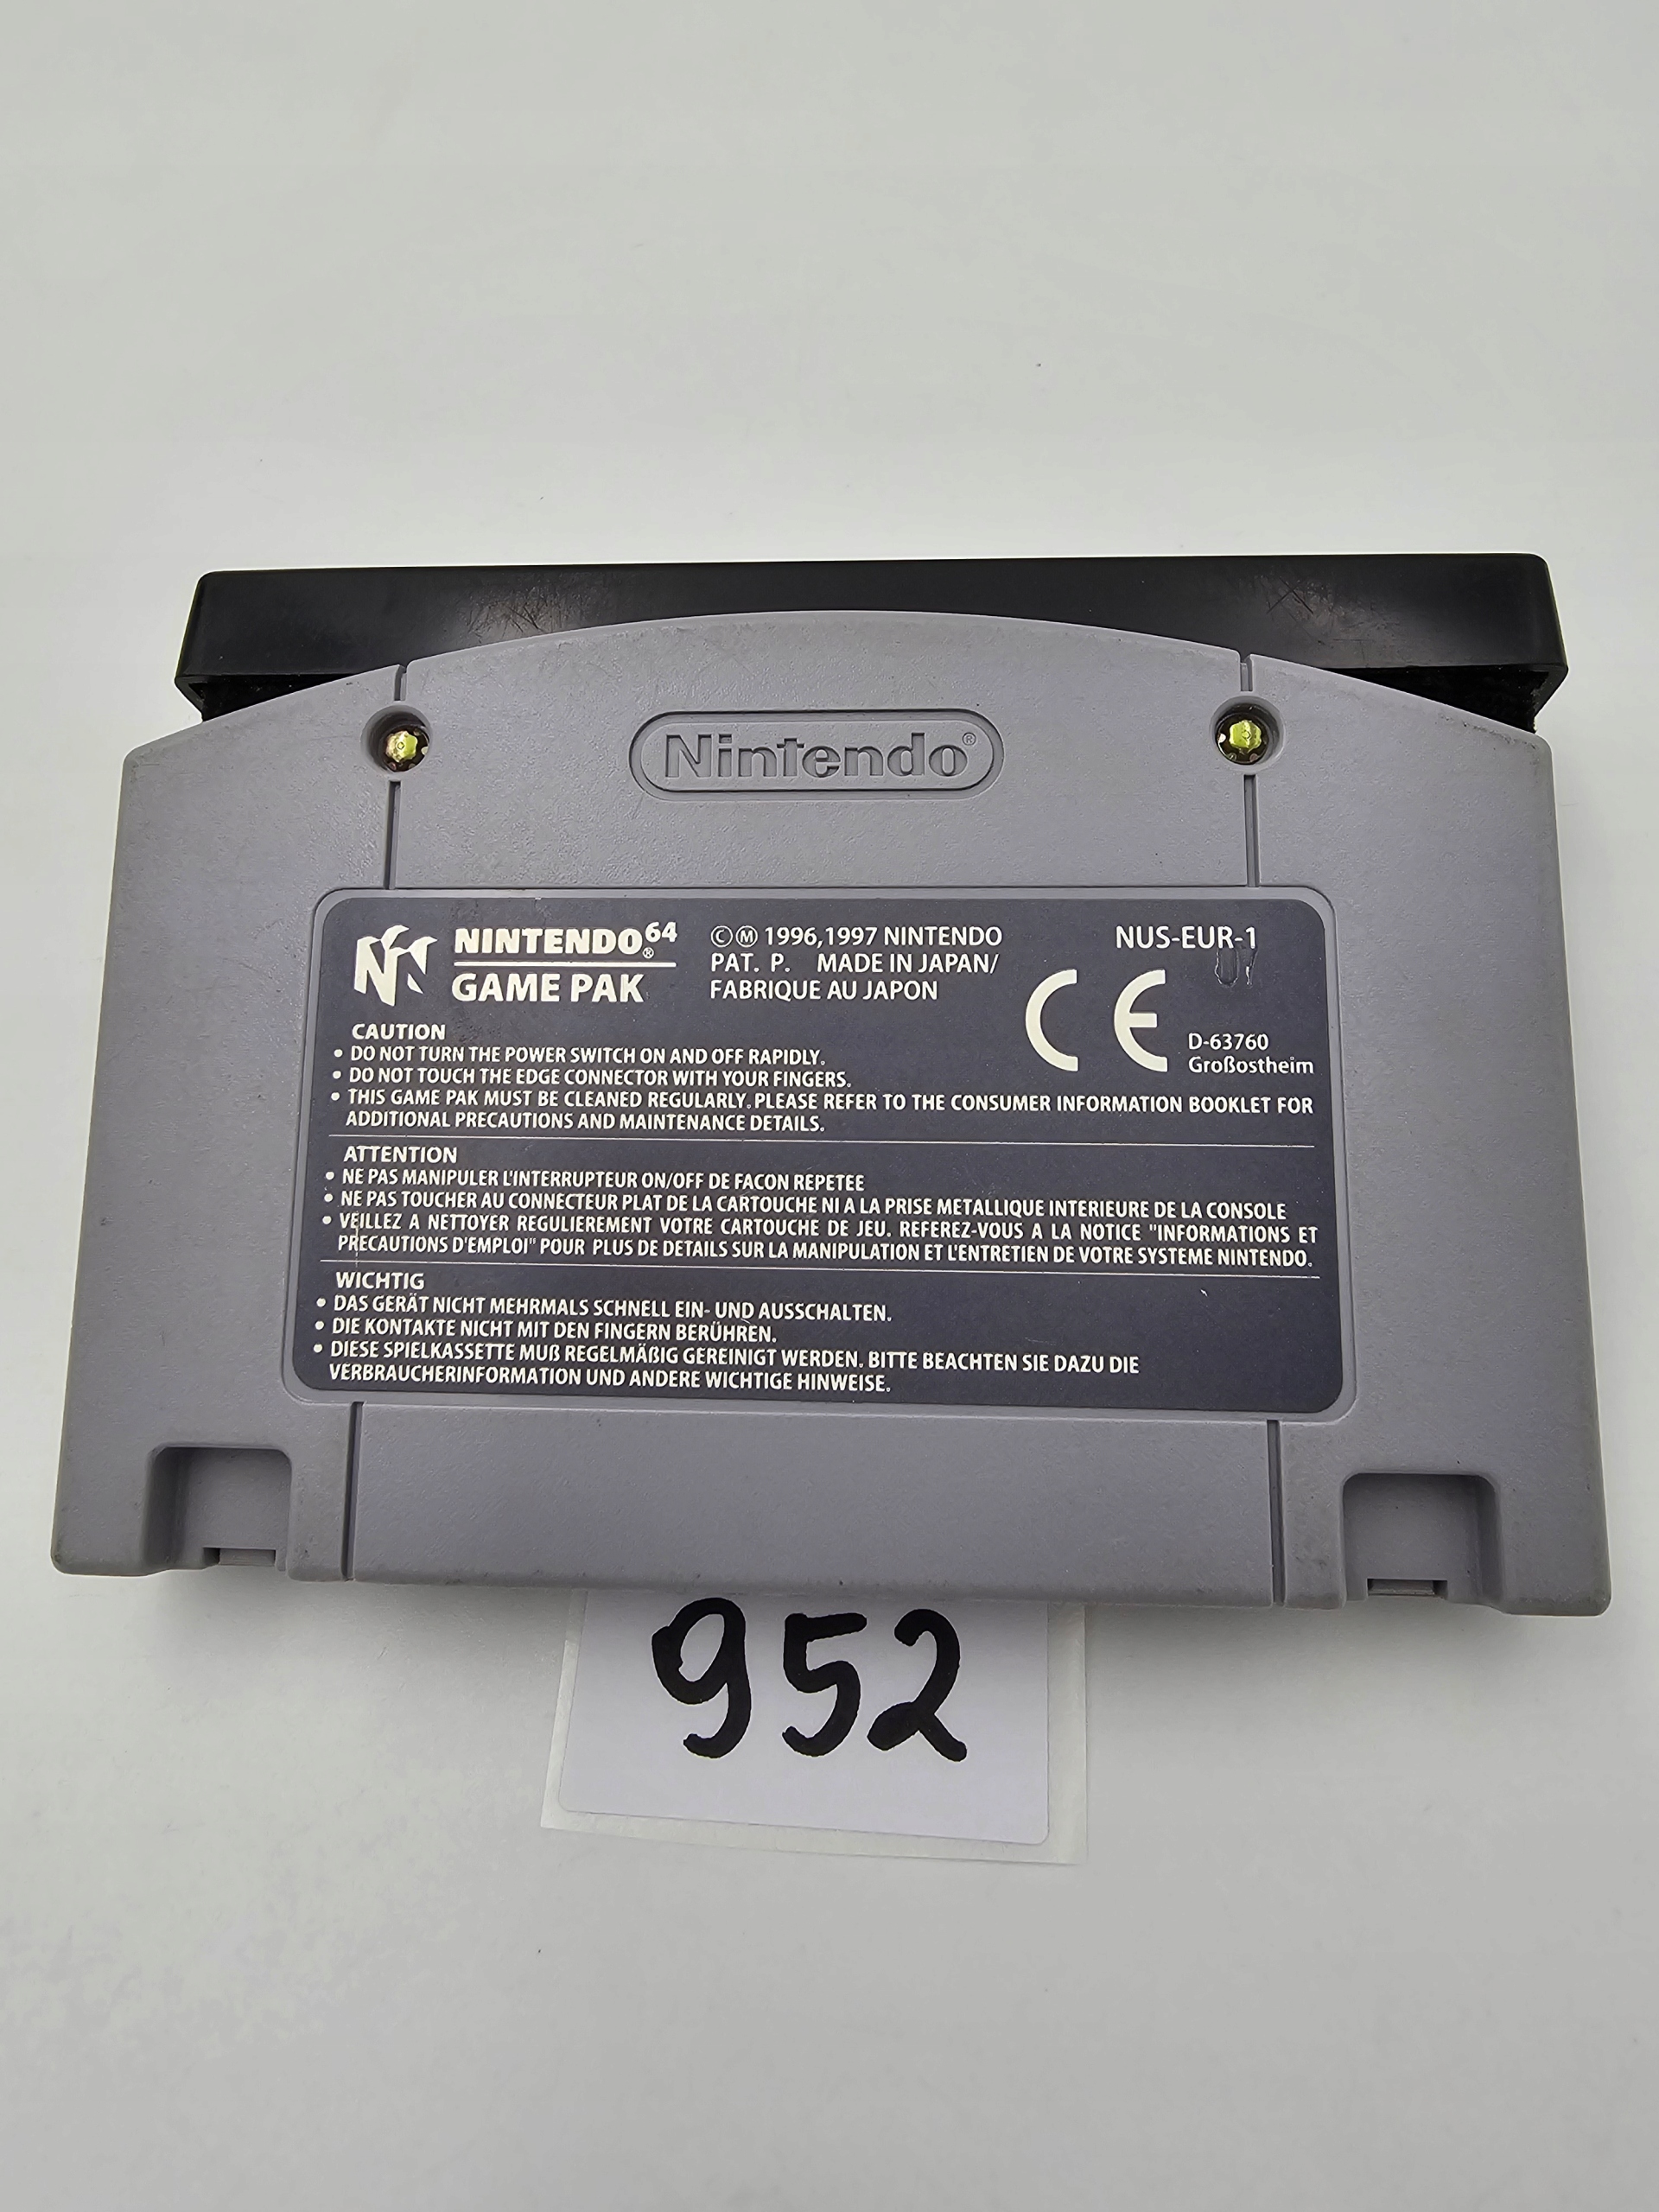 Nintendo®
NINTENDO64®
GAME PAK
©Ⓜ 1996,1997 NINTENDO
PAT. P. MADE IN JAPAN/
FABRIQUE AU JAPON
NUS-EUR-1
CE
D-63760
Großostheim
CAUTION
• DO NOT TURN THE POWER SWITCH ON AND OFF RAPIDLY.
• DO NOT TOUCH THE EDGE CONNECTOR WITH YOUR FINGERS.
• THIS GAME PAK MUST BE CLEANED REGULARLY. PLEASE REFER TO THE CONSUMER INFORMATION BOOKLET FOR
ADDITIONAL PRECAUTIONS AND MAINTENANCE DETAILS.
ATTENTION
• NE PAS MANIPULER L'INTERRUPTEUR ON/OFF DE FACON REPETEE
• NE PAS TOUCHER AU CONNECTEUR PLAT DE LA CARTOUCHE NI A LA PRISE METALLIQUE INTERIEURE DE LA CONSOLE
• VEILLEZ A NETTOYER REGULIEREMENT VOTRE CARTOUCHE DE JEU. REFEREZ-VOUS A LA NOTICE "INFORMATIONS ET
PRECAUTIONS D'EMPLOI" POUR PLUS DE DETAILS SUR LA MANIPULATION ET L'ENTRETIEN DE VOTRE SYSTEME NINTENDO.
WICHTIG
• DAS GERÄT NICHT MEHRMALS SCHNELL EIN- UND AUSSCHALTEN.
• DIE KONTAKTE NICHT MIT DEN FINGERN BERÜHREN.
• DIESE SPIELKASSETTE MUß REGELMÄßIG GEREINIGT WERDEN. BITTE BEACHTEN SIE DAZU DIE
VERBRAUCHERINFORMATION UND ANDERE WICHTIGE HINWEISE.
952